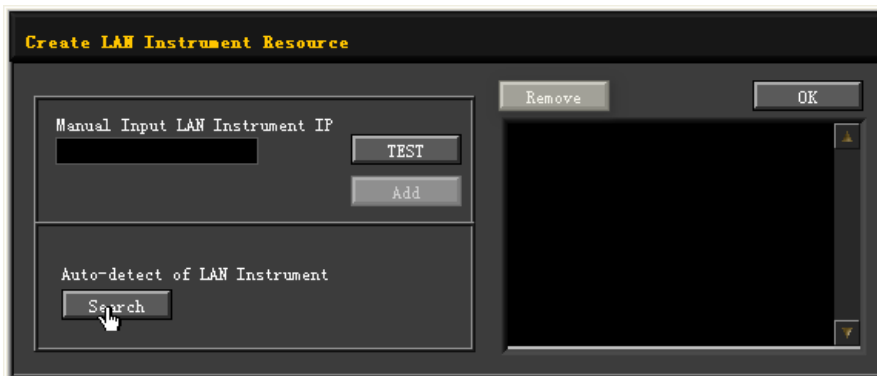 Create LAN Instrument Resource
Remove
OK
Manual Input LAN Instrument IP
TEST
Add
Auto-detect of LAN Instrument
Search